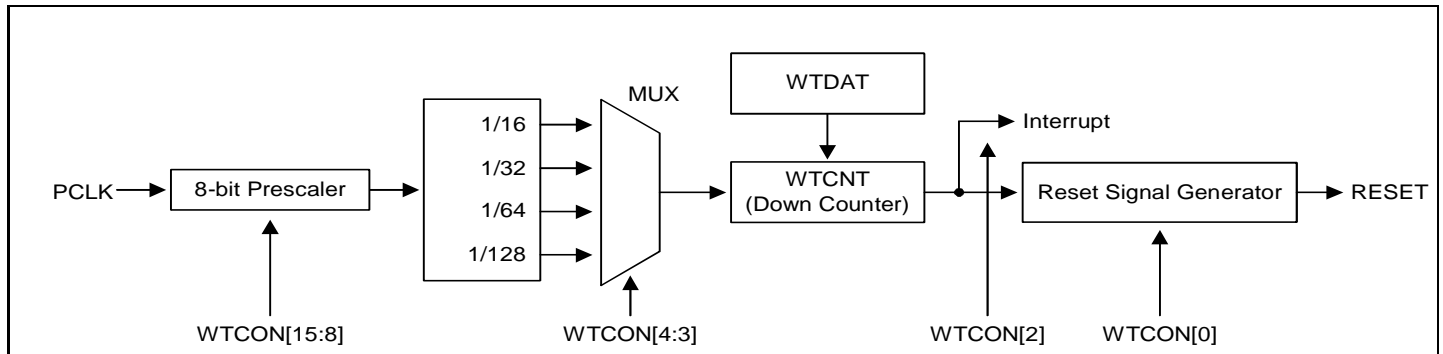 WTDAT
MUX
1/16
Interrupt
1/32
PCLK
8-bit Prescaler
WTCNT
(Down Counter)
Reset Signal Generator
RESET
1/64
1/128
WTCON[15:8]
WTCON[4:3]
WTCON[2]
WTCON[0]